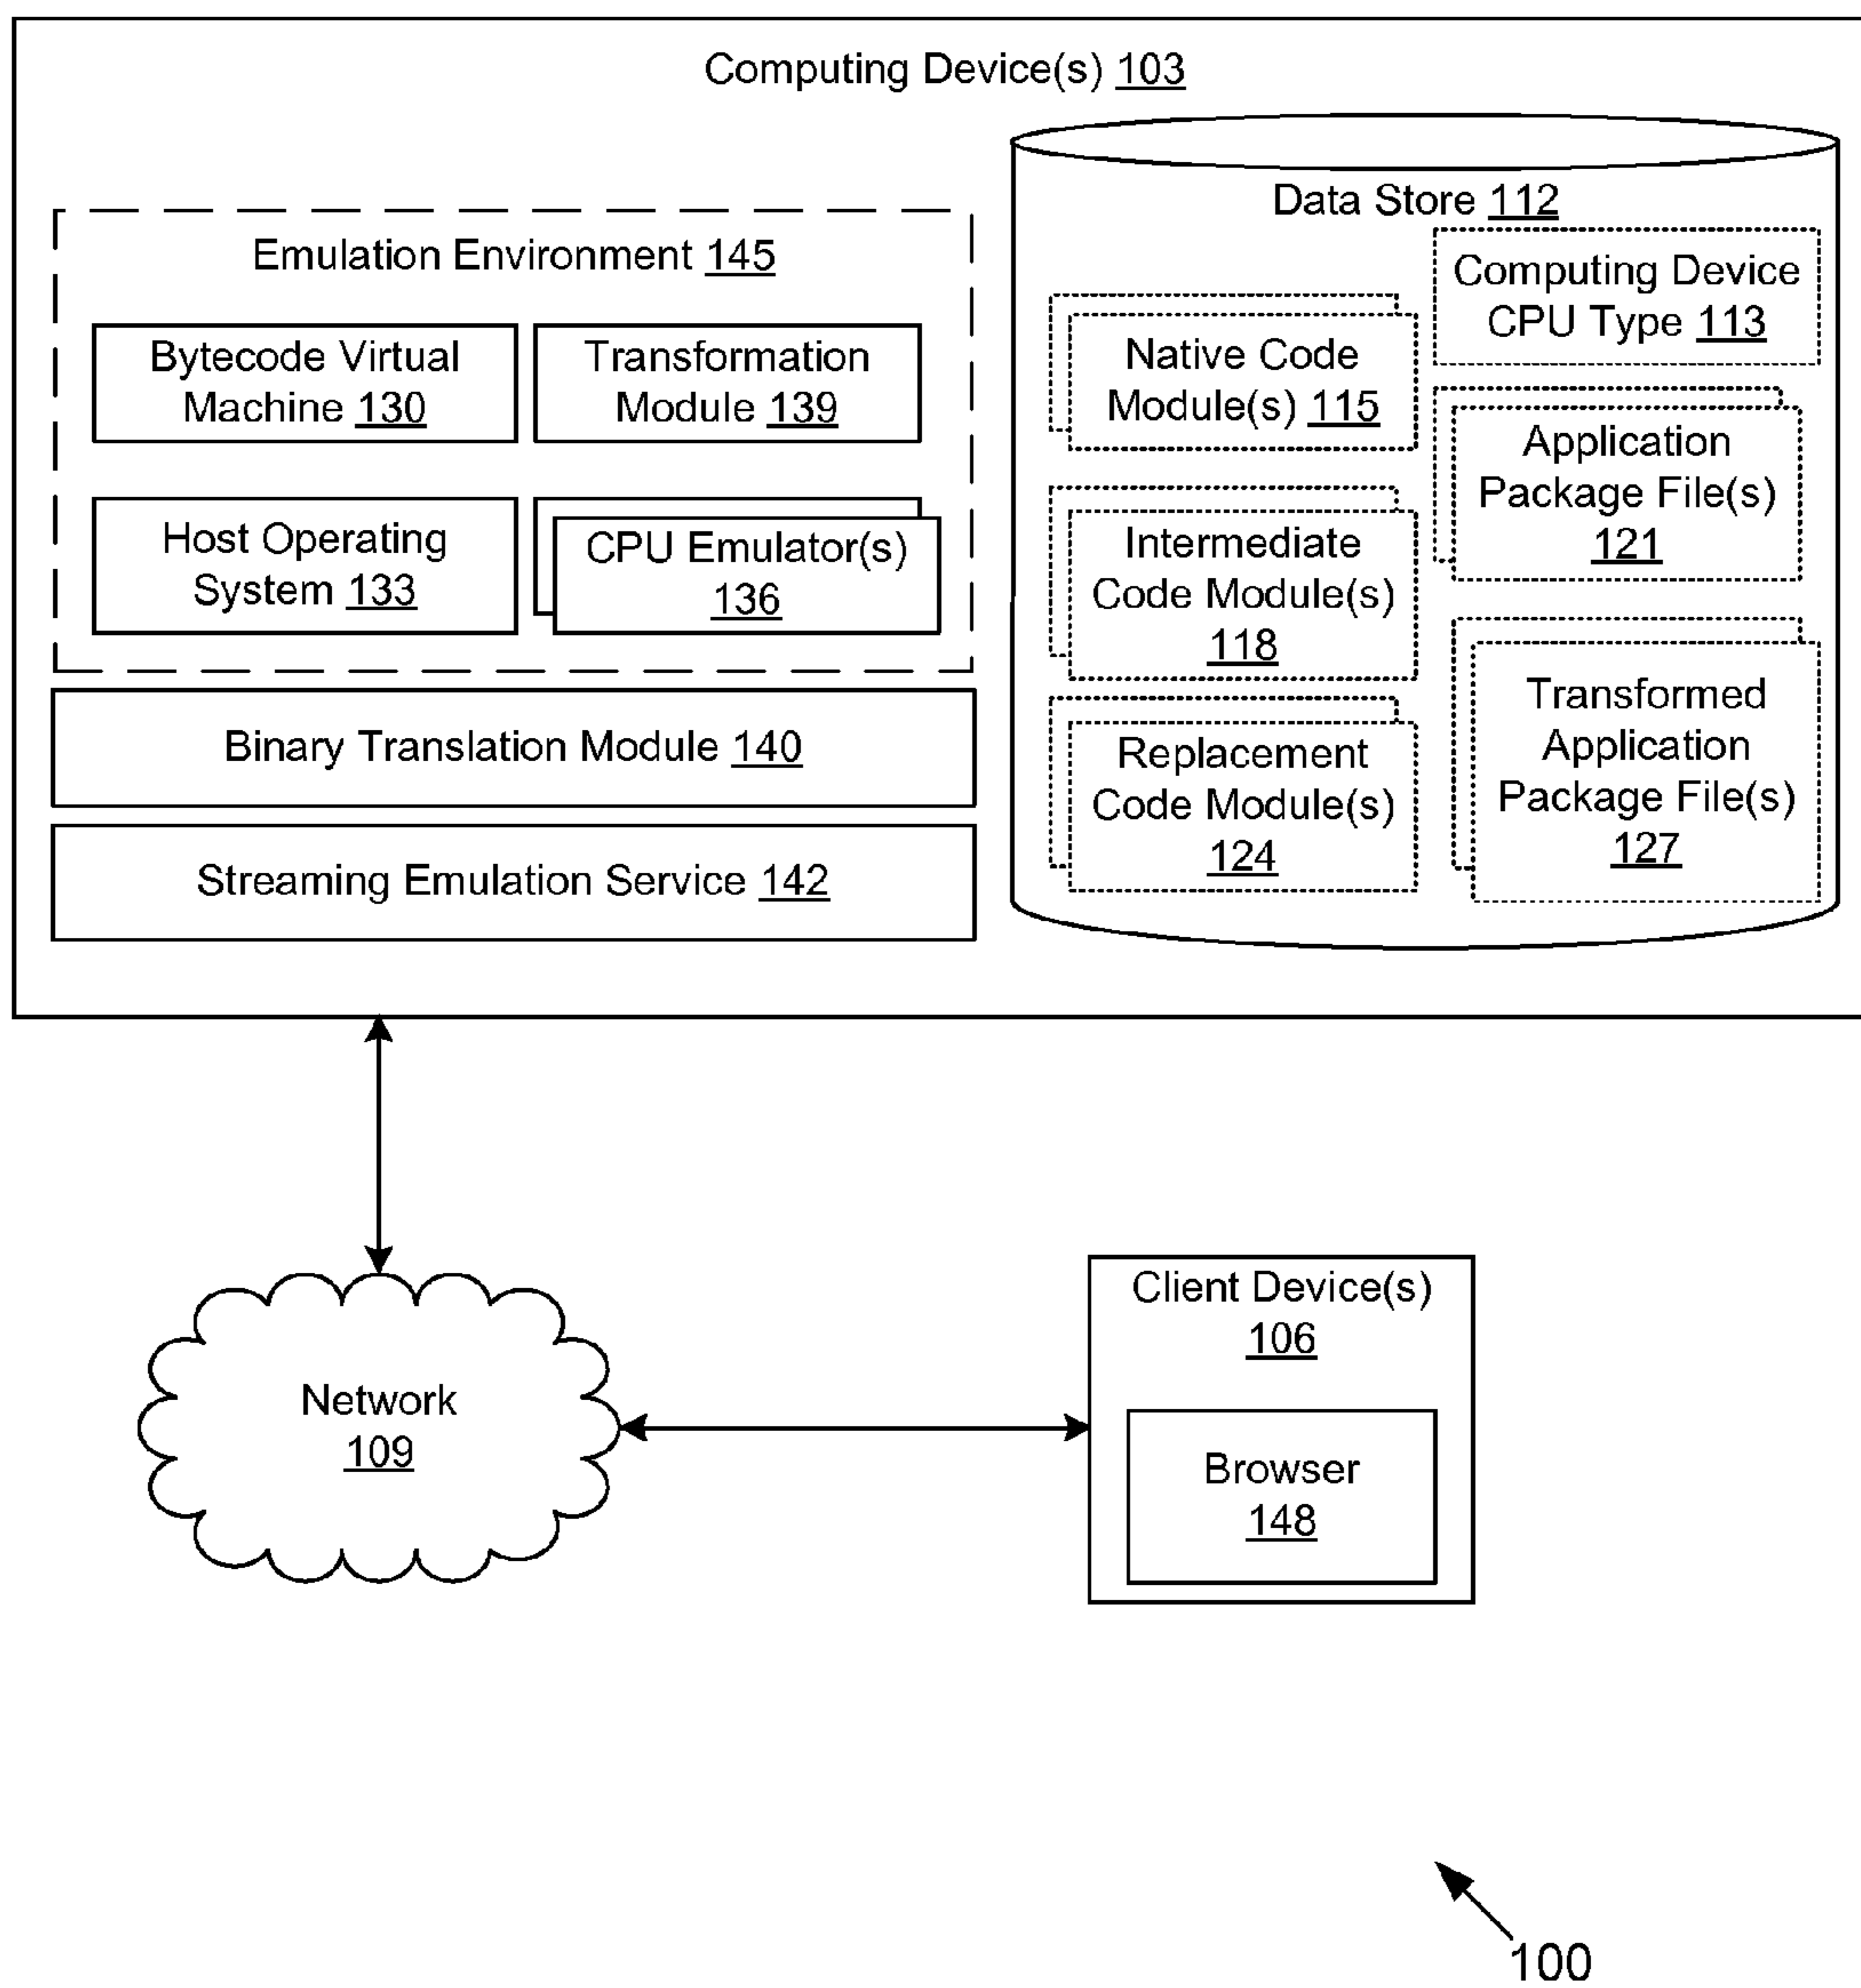 Computing Device(s) 103
Emulation Environment 145
Bytecode Virtual
Machine 130
Transformation
Module 139
Host Operating
System 133
CPU Emulator(s)
136
Binary Translation Module 140
Streaming Emulation Service 142
Data Store 112
Computing Device
CPU Type 113
Native Code
Module(s) 115
Application
Package File(s)
121
Intermediate
Code Module(s)
118
Transformed
Application
Package File(s)
127
Replacement
Code Module(s)
124
Network
109
Client Device(s)
106
Browser
148
100